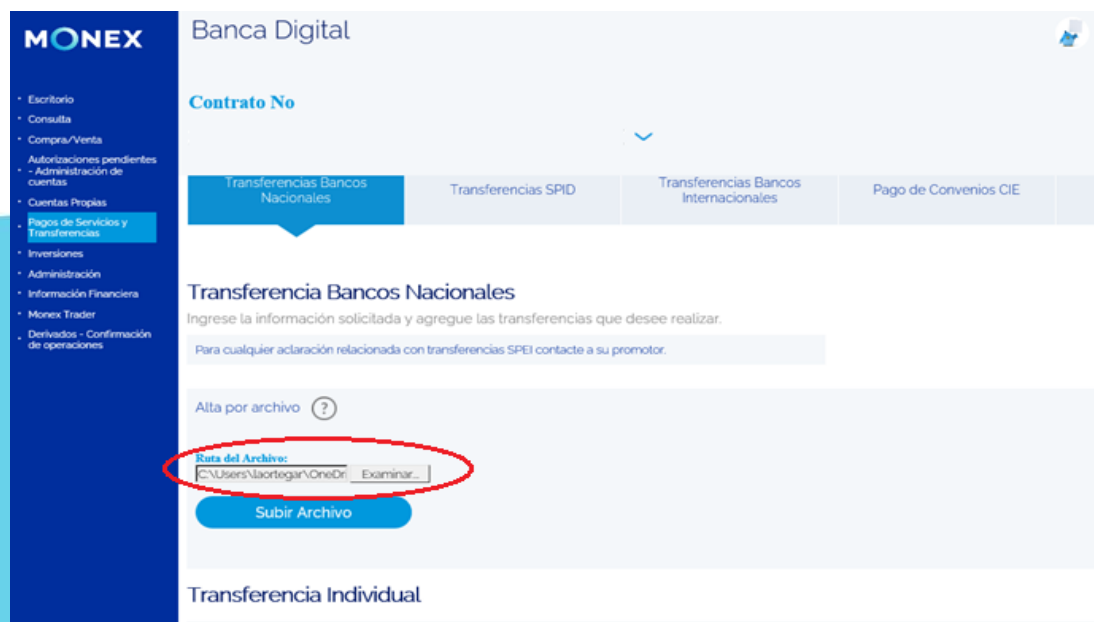 MONEX
Banca Digital
Escritorio
Consulta
Compra/Venta
Autorizaciones pendientes
- Administración de
cuentas
Cuentas Propias
Pagos de Servicios y
Transferencias
Inversiones
Administración
Información Financiera
Monex Trader
Derivados - Confirmación
de operaciones
Contrato No
Transferencias Bancos
Nacionales
Transferencias SPID
Transferencias Bancos
Internacionales
Pago de Convenios CIE
Transferencia Bancos Nacionales
Ingrese la información solicitada y agregue las transferencias que desee realizar.
Para cualquier aclaración relacionada con transferencias SPEI contacte a su promotor.
Alta por archivo ?
Ruta del Archivo:
C:\Users\laortegar\OneDri Examinar...
Subir Archivo
Transferencia Individual